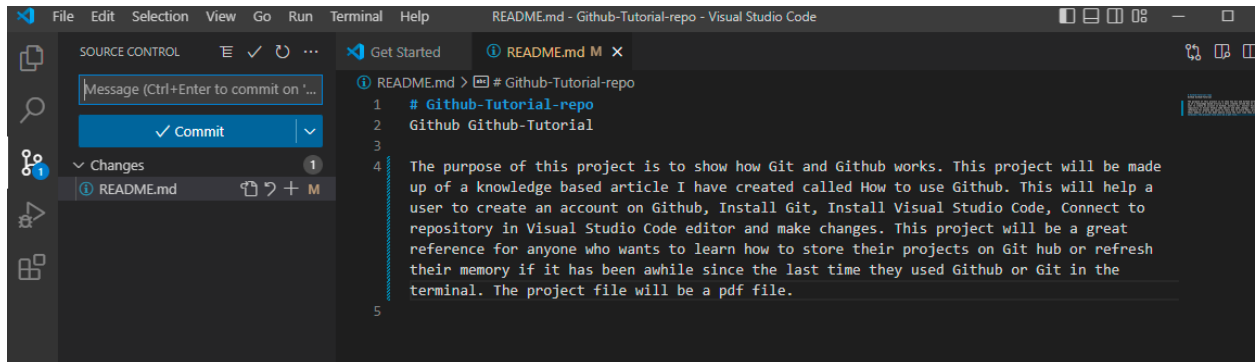 File Edit Selection View Go Run Terminal Help README.md - Github-Tutorial-repo - Visual Studio Code
SOURCE CONTROL
Get Started
README.md M
Message (Ctrl+Enter to commit on '...
README.md > # Github-Tutorial-repo
Commit
Changes 1
README.md M
1
1 # Github-Tutorial-repo
2 Github Github-Tutorial
3
4 The purpose of this project is to show how Git and Github works. This project will be made
up of a knowledge based article I have created called How to use Github. This will help a
user to create an account on Github, Install Git, Install Visual Studio Code, Connect to
repository in Visual Studio Code editor and make changes. This project will be a great
reference for anyone who wants to learn how to store their projects on Git hub or refresh
their memory if it has been awhile since the last time they used Github or Git in the
terminal. The project file will be a pdf file.
5